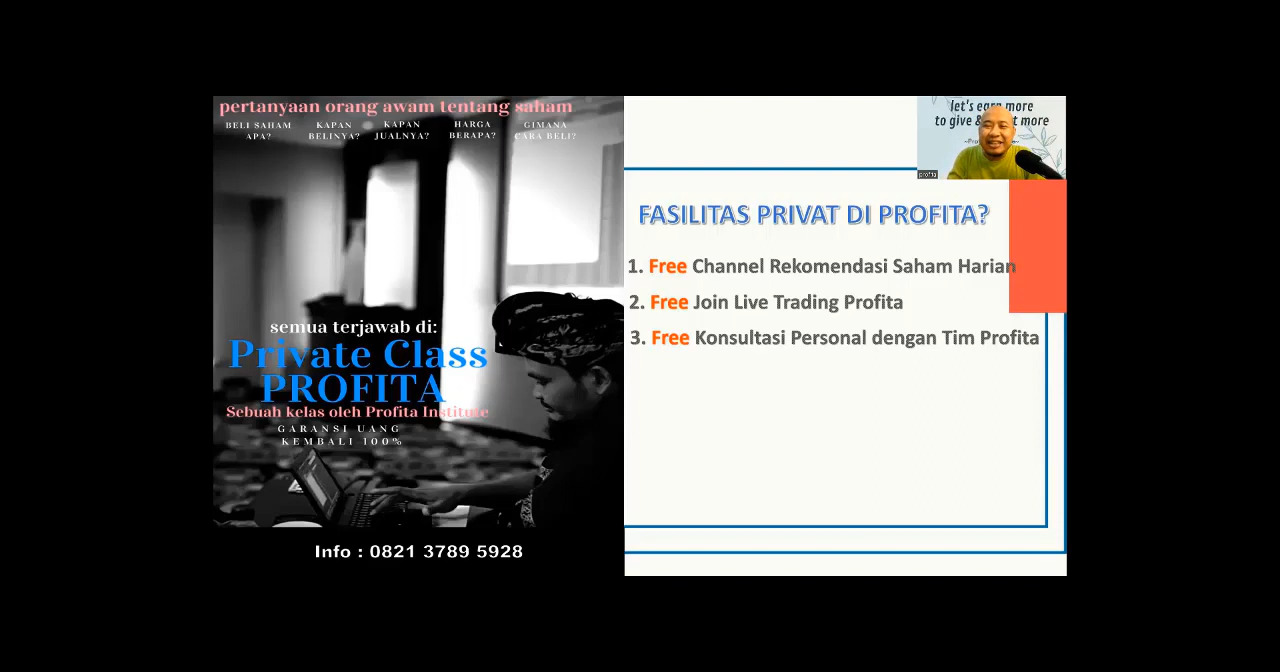 pertanyaan orang awam tentang saham
BELI SAHAM APA?
KAPAN BELINYA?
KAPAN JUALNYA?
HARGA BERAPA?
GIMANA CARA BELI?
semua terjawab di:
Private Class
PROFITA
Sebuah kelas oleh Profita Institute
GARANSI UANG
KEMBALI 100%
Info : 0821 3789 5928
let's earn more
to give &
more
profita
FASILITAS PRIVAT DI PROFITA?
1. Free Channel Rekomendasi Saham Harian
2. Free Join Live Trading Profita
3. Free Konsultasi Personal dengan Tim Profita